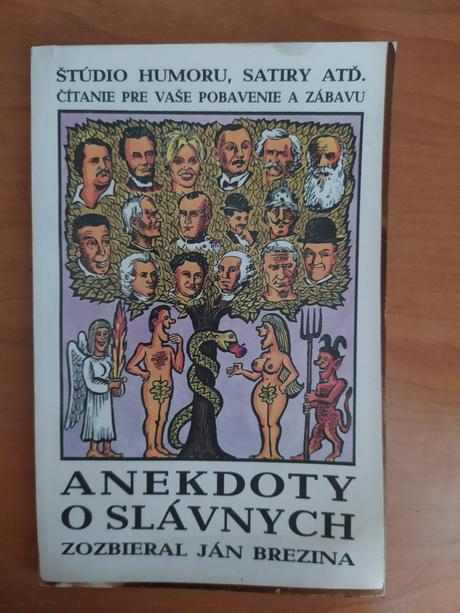 ŠTÚDIO HUMORU, SATIRY ATĎ.
ČÍTANIE PRE VAŠE POBAVENIE A ZÁBAVU
ANEKDOTY
O SLÁVNYCH
ZOZBIERAL JÁN BREZINA